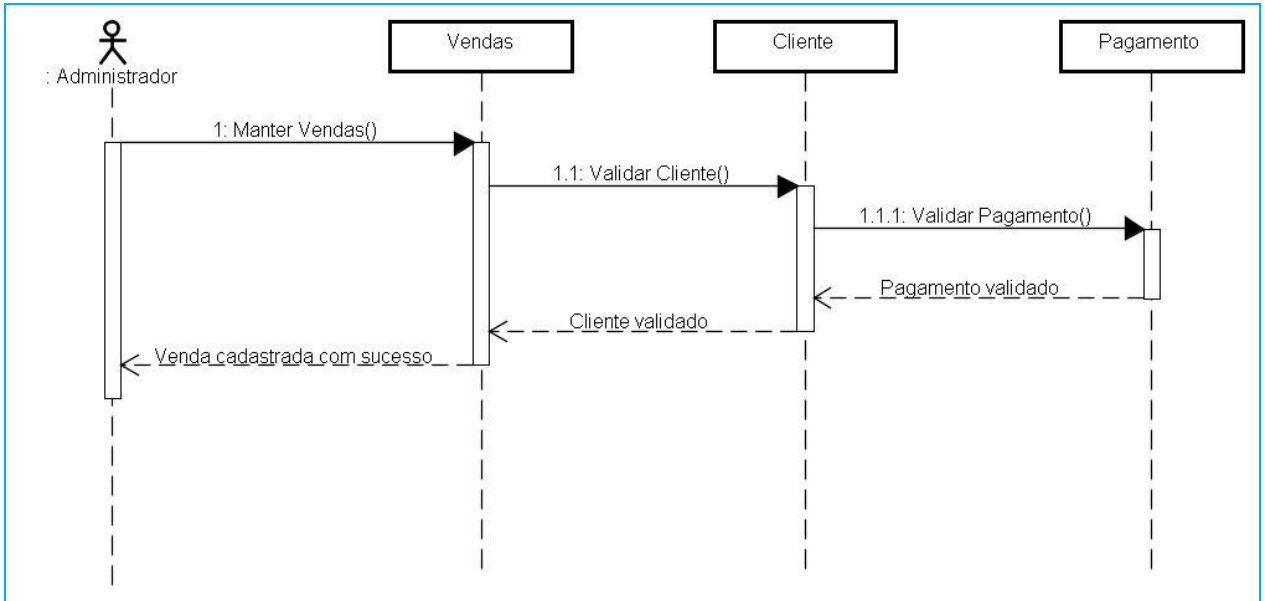 Vendas
Cliente
Pagamento
: Administrador
1: Manter Vendas()
1.1: Validar Cliente()
1.1.1: Validar Pagamento()
Pagamento validado
Cliente validado
Venda cadastrada com sucesso